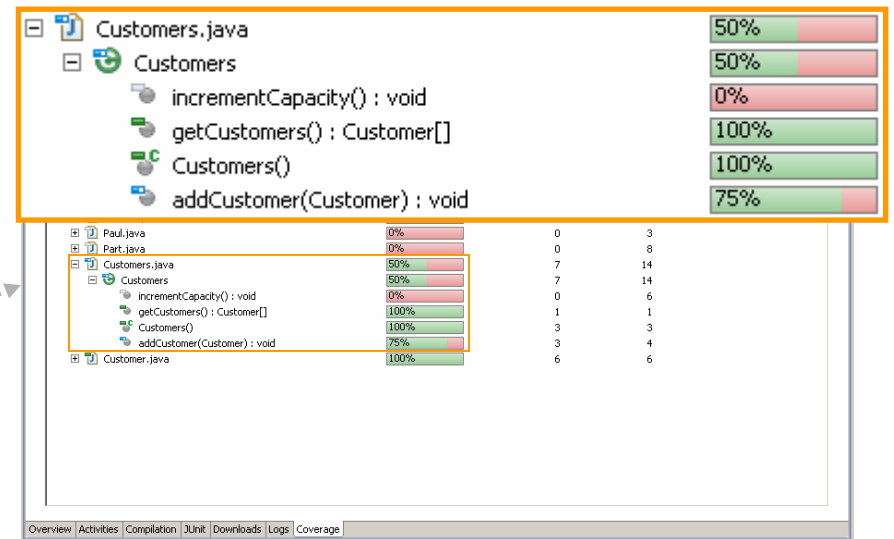 Customers.java 50%
Customers 50%
incrementCapacity() : void 0%
getCustomers() : Customer[] 100%
Customers() 100%
addCustomer(Customer) : void 75%
Paul.java 0% 0 3
Part.java 0% 0 8
Customers.java 50% 7 14
Customers 50% 7 14
incrementCapacity() : void 0% 0 6
getCustomers() : Customer[] 100% 1 1
Customers() 100% 3 3
addCustomer(Customer) : void 75% 3 4
Customer.java 100% 6 6
Overview Activities Compilation JUnit Downloads Logs Coverage